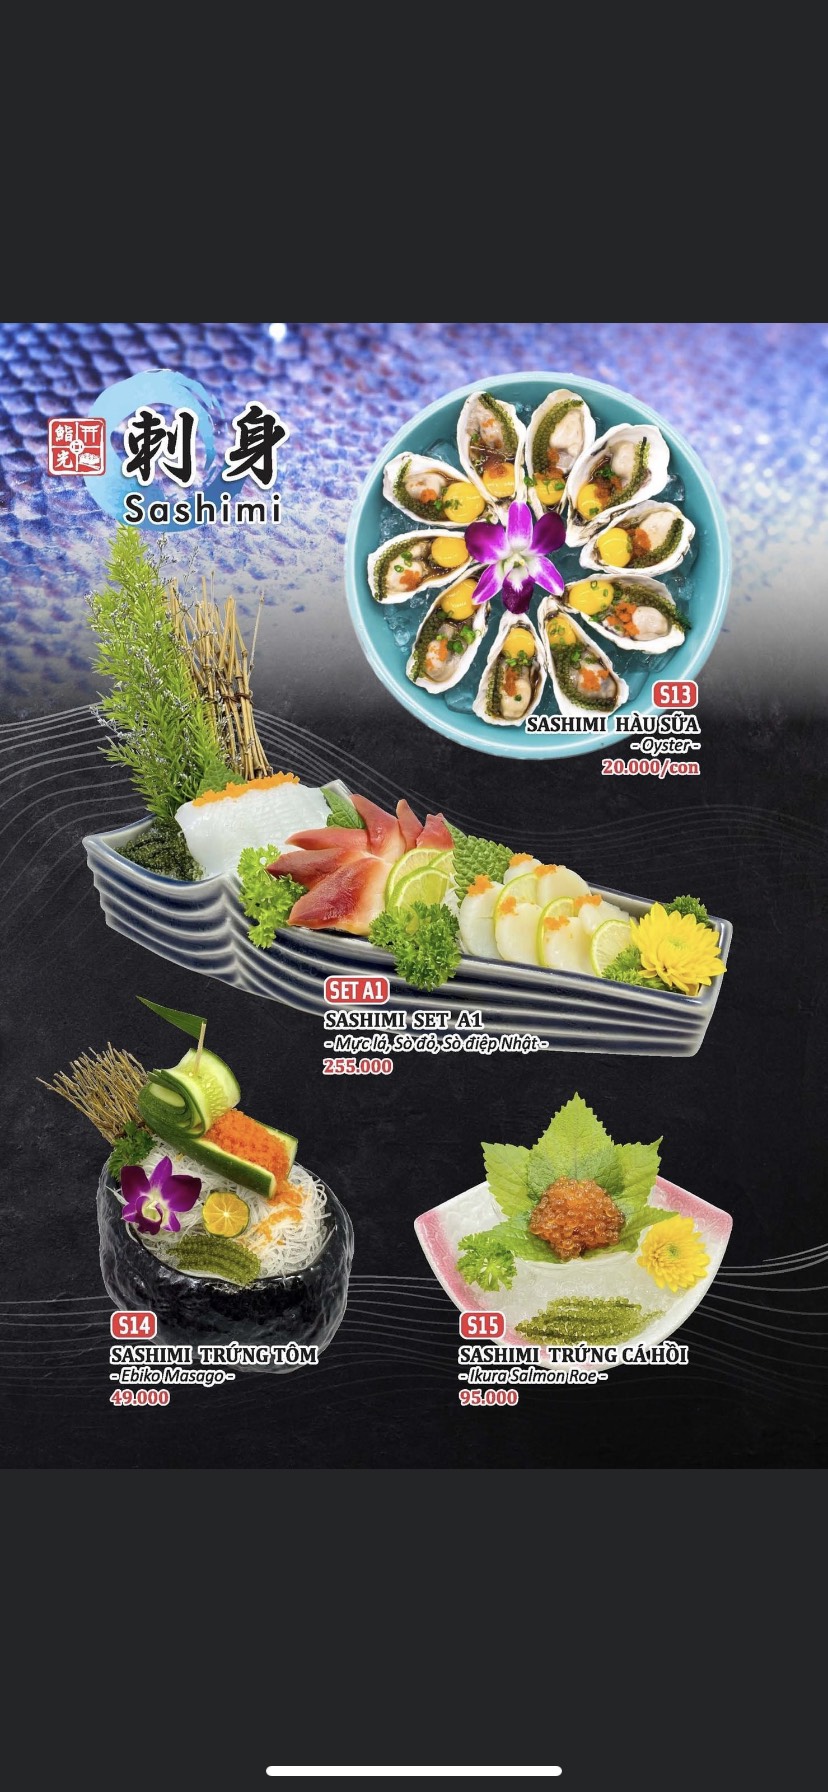 鮨
光
刺身
Sashimi
S13
SASHIMI HÀU SỮA
- Oyster -
20.000/con
SET A1
SASHIMI SET A1
- Mực lá, Sò đỏ, Sò điệp Nhật -
255.000
S14
SASHIMI TRỨNG TÔM
- Ebiko Masago -
49.000
S15
SASHIMI TRỨNG CÁ HỒI
- Ikura Salmon Roe -
95.000